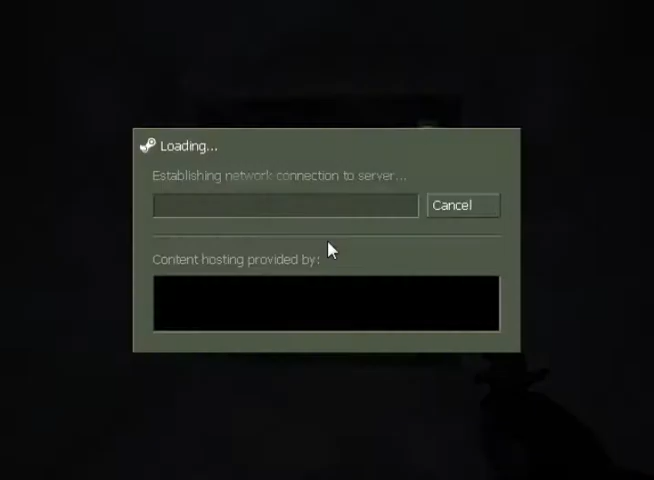 Loading...
Establishing network connection to server...
Cancel
Content hosting provided by: